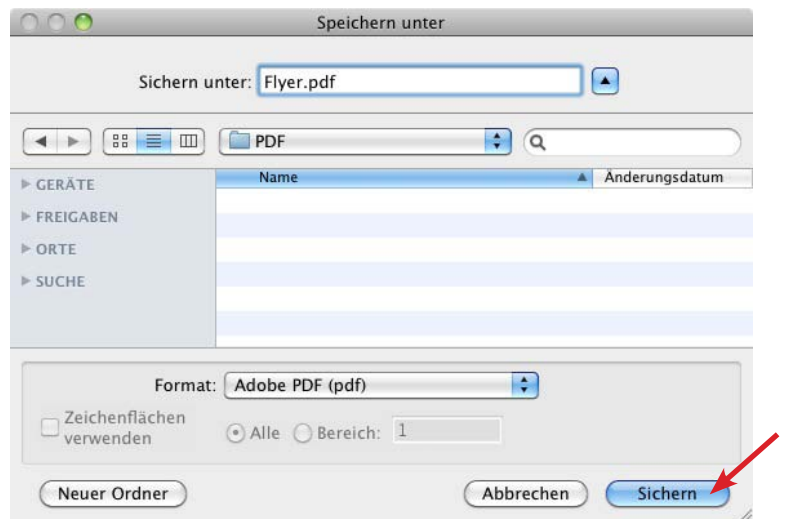 Speichern unter
Sichern unter: Flyer.pdf
PDF
Name Änderungsdatum
GERÄTE
FREIGABEN
ORTE
SUCHE
Format: Adobe PDF (pdf)
Zeichenflächen
verwenden
Alle Bereich: 1
Neuer Ordner Abbrechen Sichern